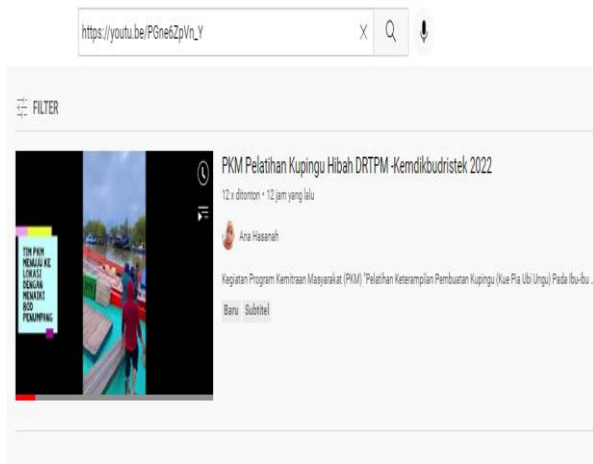 https://youtu.be/PGne6ZpVn_Y
FILTER
PKM Pelatihan Kupingu Hibah DRTPM -Kemdikbudristek 2022
12 x ditonton • 12 jam yang lalu
Ana Hasanah
Kegiatan Program Kemitraan Masyarakat (PKM) "Pelatihan Keterampilan Pembuatan Kupingu (Kue Pia Ubi Ungu) Pada Ibu-Ibu ...
Baru Subtitel
TIM PKM
MENUJU KE
LOKASI
DENGAN
MENAIKI
BOD
PENUMPANG